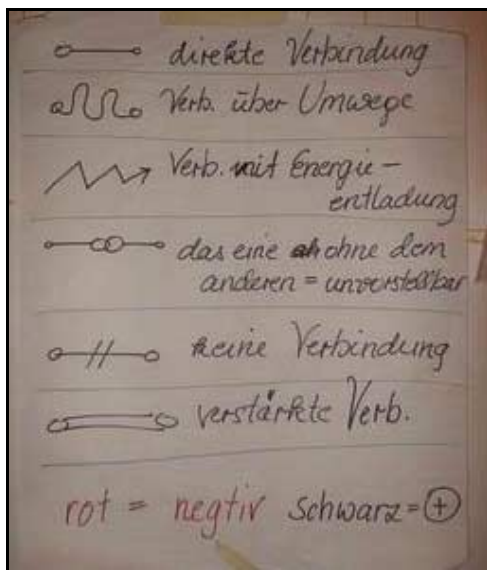 direkte Verbindung
Verb. über Umwege
Verb. mit Energie-
entladung
das eine ohne dem
anderen = unvorstellbar
keine Verbindung
verstärkte Verb.
rot = negtiv schwarz = +